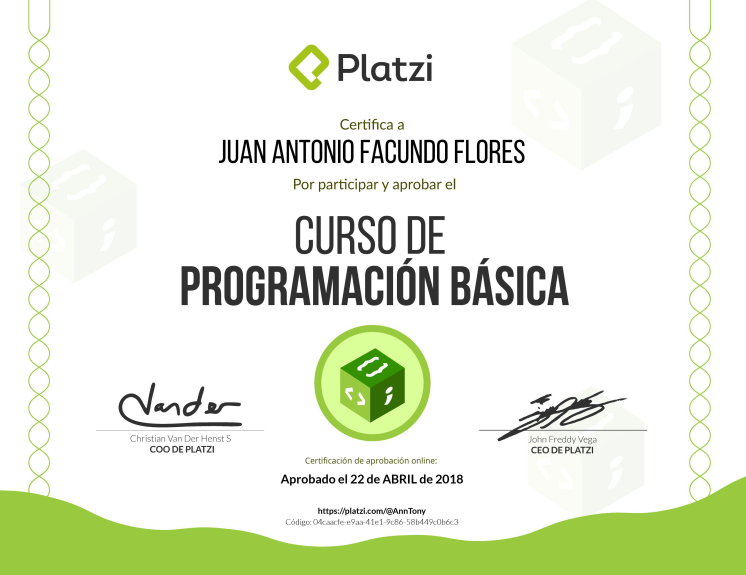 Platzi
Certifica a
JUAN ANTONIO FACUNDO FLORES
Por participar y aprobar el
CURSO DE
PROGRAMACIÓN BÁSICA
Vander
Christian Van Der Henst S
COO DE PLATZI
John Freddy Vega
CEO DE PLATZI
Certificación de aprobación online:
Aprobado el 22 de ABRIL de 2018
https://platzi.com/@AnnTony
Código: 04caacfe-e9aa-41e1-9c86-58b449c0b6c3